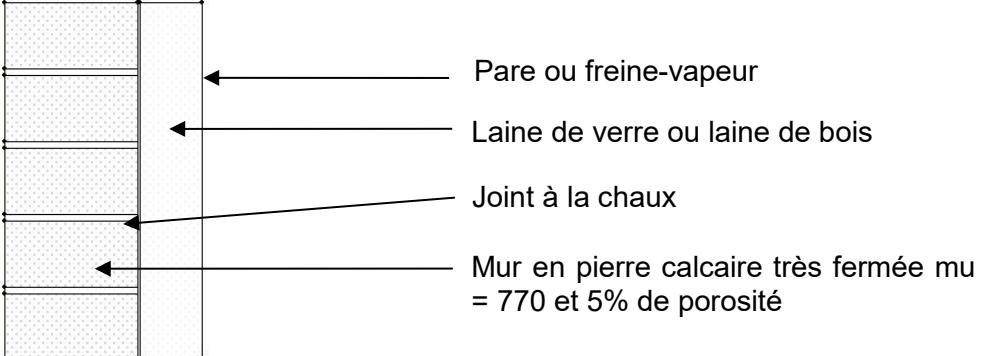 Pare ou freine-vapeur
Laine de verre ou laine de bois
Joint à la chaux
Mur en pierre calcaire très fermée mu
= 770 et 5% de porosité